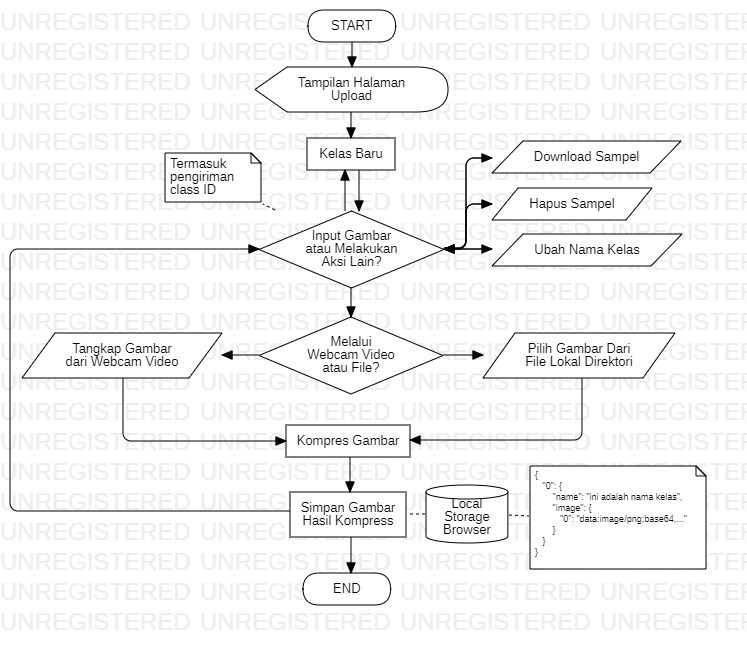 START
Tampilan Halaman
Upload
Kelas Baru
Termasuk
pengiriman
class ID
Download Sampel
Hapus Sampel
Ubah Nama Kelas
Input Gambar
atau Melakukan
Aksi Lain?
Tangkap Gambar
dari Webcam Video
Melalui
Webcam Video
atau File?
Pilih Gambar Dari
File Lokal Direktori
Kompres Gambar
Simpan Gambar
Hasil Kompress
Local
Storage
Browser
{
"0": {
"name": "ini adalah nama kelas",
"image": {
"0": "data:image/png;base64,..."
}
}
}
END
UNREGISTERED UNREGISTERED UNREGISTERED UNREGISTERED